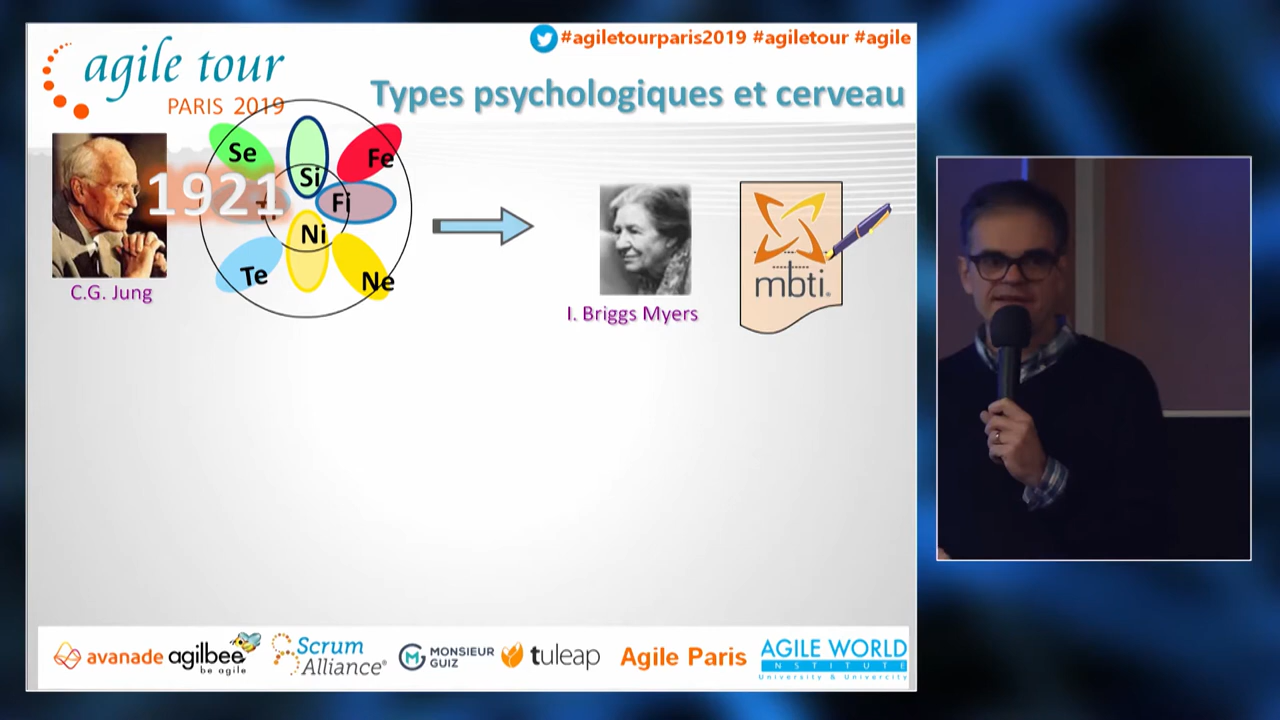 #agiletourparis2019 #agiletour #agile
agile tour
PARIS 2019
Types psychologiques et cerveau
Se
Si
Fe
1921
Fi
Ni
Te
Ne
C.G. Jung
I. Briggs Myers
mbti®
avanade
agilbee
be agile
Scrum
Alliance®
GM
MONSIEUR
GUIZ
tuleap
Agile Paris
AGILE WORLD
INSTITUTE
University & Univercity